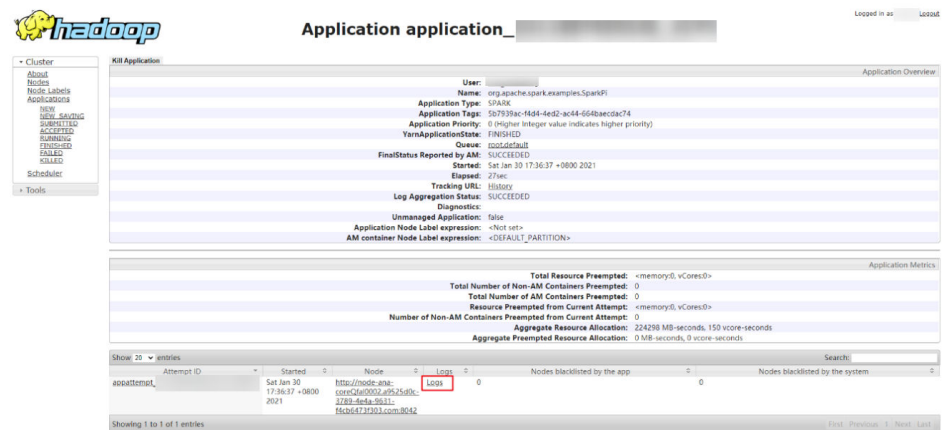 Logged in as Logout
hadoop
Application application_
Cluster
About
Nodes
Node Labels
Applications
NEW
NEW_SAVING
SUBMITTED
ACCEPTED
RUNNING
FINISHED
FAILED
KILLED
Scheduler
Tools
Kill Application
Application Overview
User:
Name: org.apache.spark.examples.SparkPi
Application Type: SPARK
Application Tags: 5b7939ac-f4d4-4ed2-ac44-664baecdac74
Application Priority: 0 (Higher Integer value indicates higher priority)
YarnApplicationState: FINISHED
Queue: root.default
FinalStatus Reported by AM: SUCCEEDED
Started: Sat Jan 30 17:36:37 +0800 2021
Elapsed: 27sec
Tracking URL: History
Log Aggregation Status: SUCCEEDED
Diagnostics:
Unmanaged Application: false
Application Node Label expression: <Not set>
AM container Node Label expression: <DEFAULT_PARTITION>
Application Metrics
Total Resource Preempted: <memory:0, vCores:0>
Total Number of Non-AM Containers Preempted: 0
Total Number of AM Containers Preempted: 0
Resource Preempted from Current Attempt: <memory:0, vCores:0>
Number of Non-AM Containers Preempted from Current Attempt: 0
Aggregate Resource Allocation: 224298 MB-seconds, 150 vcore-seconds
Aggregate Preempted Resource Allocation: 0 MB-seconds, 0 vcore-seconds
Show 20 entries Search:
Attempt ID Started Node Logs Nodes blacklisted by the app Nodes blacklisted by the system
appattempt_ Sat Jan 30 http://node-ana- Logs 0 0
17:36:37 +0800 coreQfal0002.a9525d0c-
2021 3789-4e4a-9631-
f4cb6473f303.com:8042
Showing 1 to 1 of 1 entries First Previous 1 Next Last